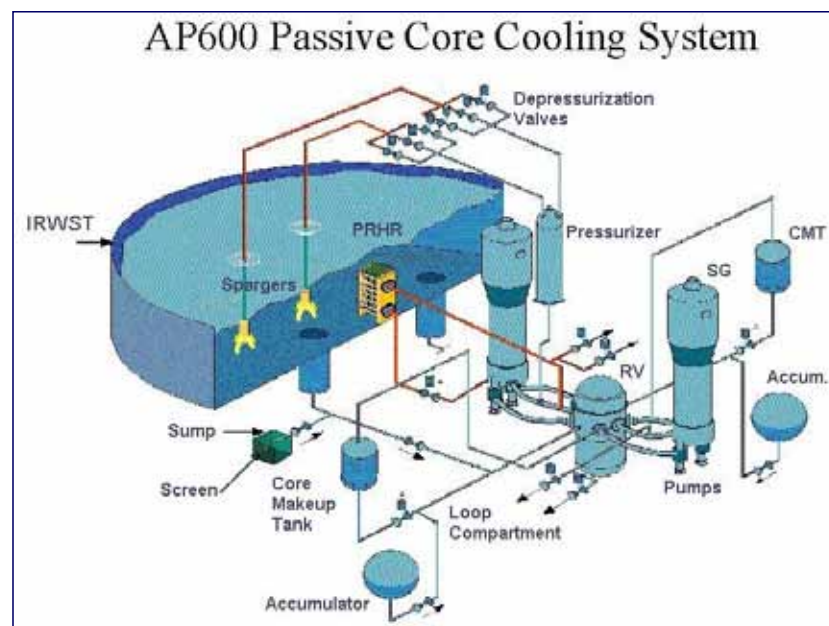 AP600 Passive Core Cooling System
Depressurization
Valves
IRWST
PRHR
Pressurizer
CMT
SG
Spargers
RV
Accum.
Sump
Screen
Core
Makeup
Tank
Loop
Compartment
Pumps
Accumulator